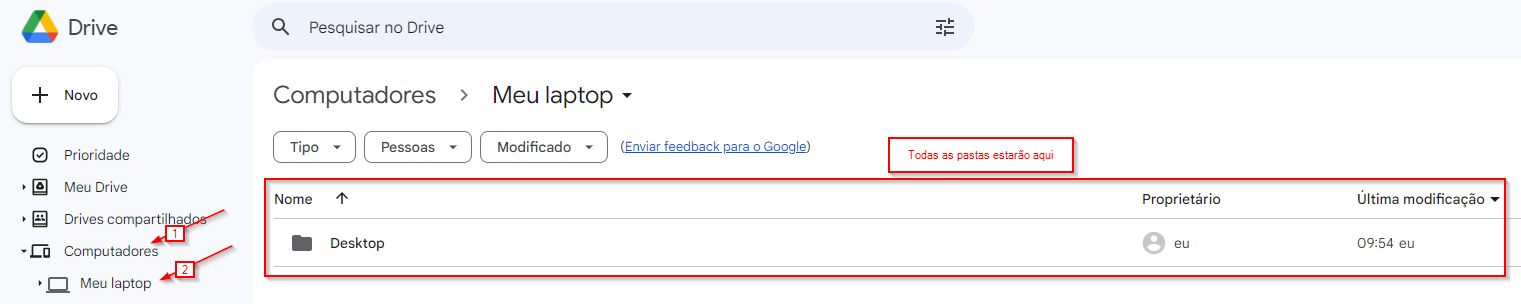 Drive
Pesquisar no Drive
Novo
Prioridade
Meu Drive
Drives compartilhados
1
Computadores
2
Meu laptop
Computadores > Meu laptop
Tipo
Pessoas
Modificado
(Enviar feedback para o Google)
Todas as pastas estarão aqui
Nome Proprietário Última modificação
Desktop eu 09:54 eu